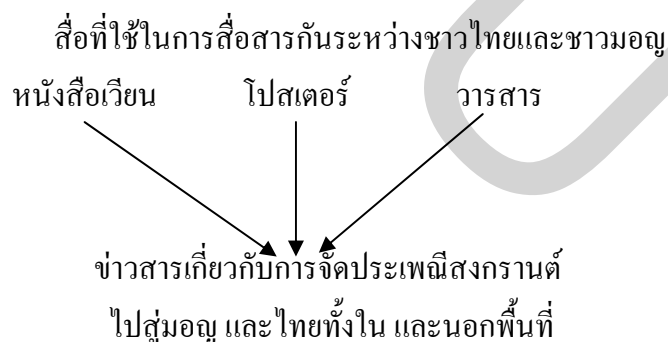 สื่อที่ใช้ในการสื่อสารกันระหว่างชาวไทยและชาวมอญ
หนังสือเวียน โปสเตอร์ วารสาร
ข่าวสารเกี่ยวกับการจัดประเพณีสงกรานต์
ไปสู่มอญ และไทยทั้งใน และนอกพื้นที่